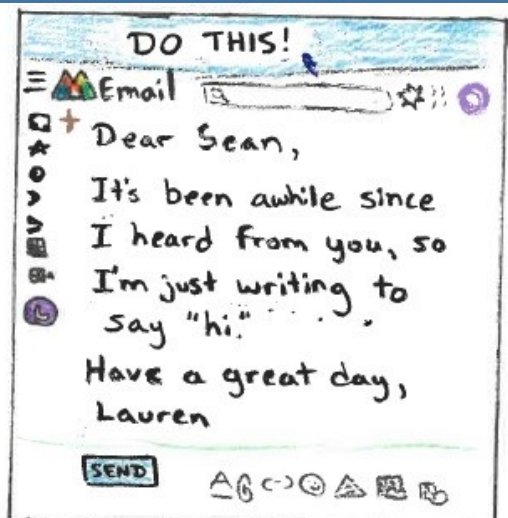 DO THIS!
Email
Dear Sean,
It's been awhile since
I heard from you, so
I'm just writing to
say "hi."
Have a great day,
Lauren
SEND